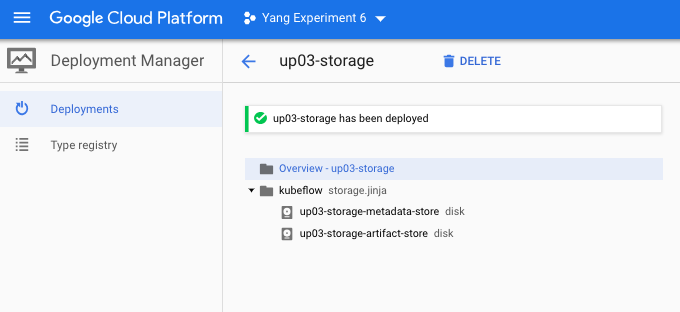 Google Cloud Platform
Yang Experiment 6
Deployment Manager
up03-storage
DELETE
Deployments
Type registry
up03-storage has been deployed
Overview - up03-storage
kubeflow storage.jinja
up03-storage-metadata-store disk
up03-storage-artifact-store disk